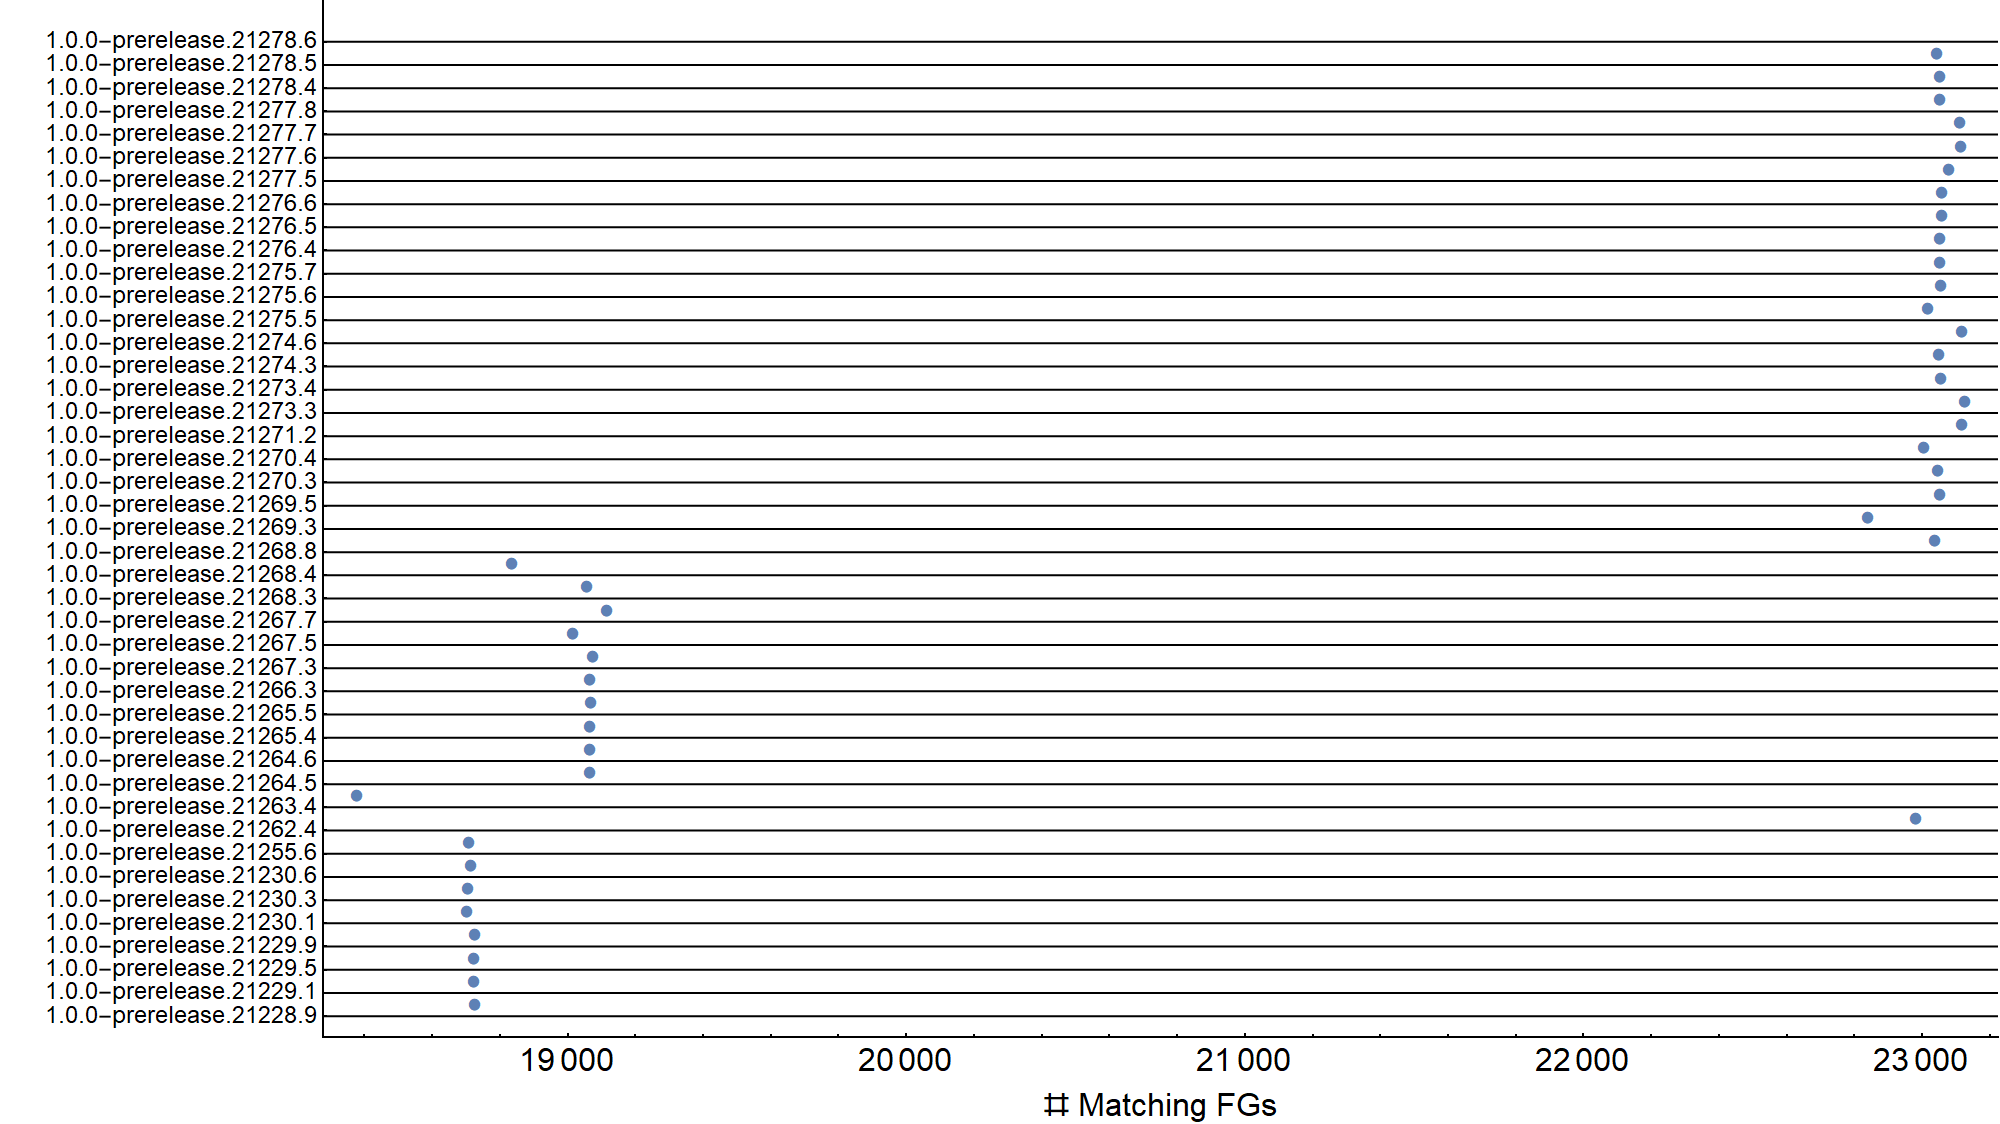 1.0.0–prerelease.21278.6
1.0.0–prerelease.21278.5
1.0.0–prerelease.21278.4
1.0.0–prerelease.21277.8
1.0.0–prerelease.21277.7
1.0.0–prerelease.21277.6
1.0.0–prerelease.21277.5
1.0.0–prerelease.21276.6
1.0.0–prerelease.21276.5
1.0.0–prerelease.21276.4
1.0.0–prerelease.21275.7
1.0.0–prerelease.21275.6
1.0.0–prerelease.21275.5
1.0.0–prerelease.21274.6
1.0.0–prerelease.21274.3
1.0.0–prerelease.21273.4
1.0.0–prerelease.21273.3
1.0.0–prerelease.21271.2
1.0.0–prerelease.21270.4
1.0.0–prerelease.21270.3
1.0.0–prerelease.21269.5
1.0.0–prerelease.21269.3
1.0.0–prerelease.21268.8
1.0.0–prerelease.21268.4
1.0.0–prerelease.21268.3
1.0.0–prerelease.21267.7
1.0.0–prerelease.21267.5
1.0.0–prerelease.21267.3
1.0.0–prerelease.21266.3
1.0.0–prerelease.21265.5
1.0.0–prerelease.21265.4
1.0.0–prerelease.21264.6
1.0.0–prerelease.21264.5
1.0.0–prerelease.21263.4
1.0.0–prerelease.21262.4
1.0.0–prerelease.21255.6
1.0.0–prerelease.21230.6
1.0.0–prerelease.21230.3
1.0.0–prerelease.21230.1
1.0.0–prerelease.21229.9
1.0.0–prerelease.21229.5
1.0.0–prerelease.21229.1
1.0.0–prerelease.21228.9
19 000 20 000 21 000 22 000 23 000
# Matching FGs